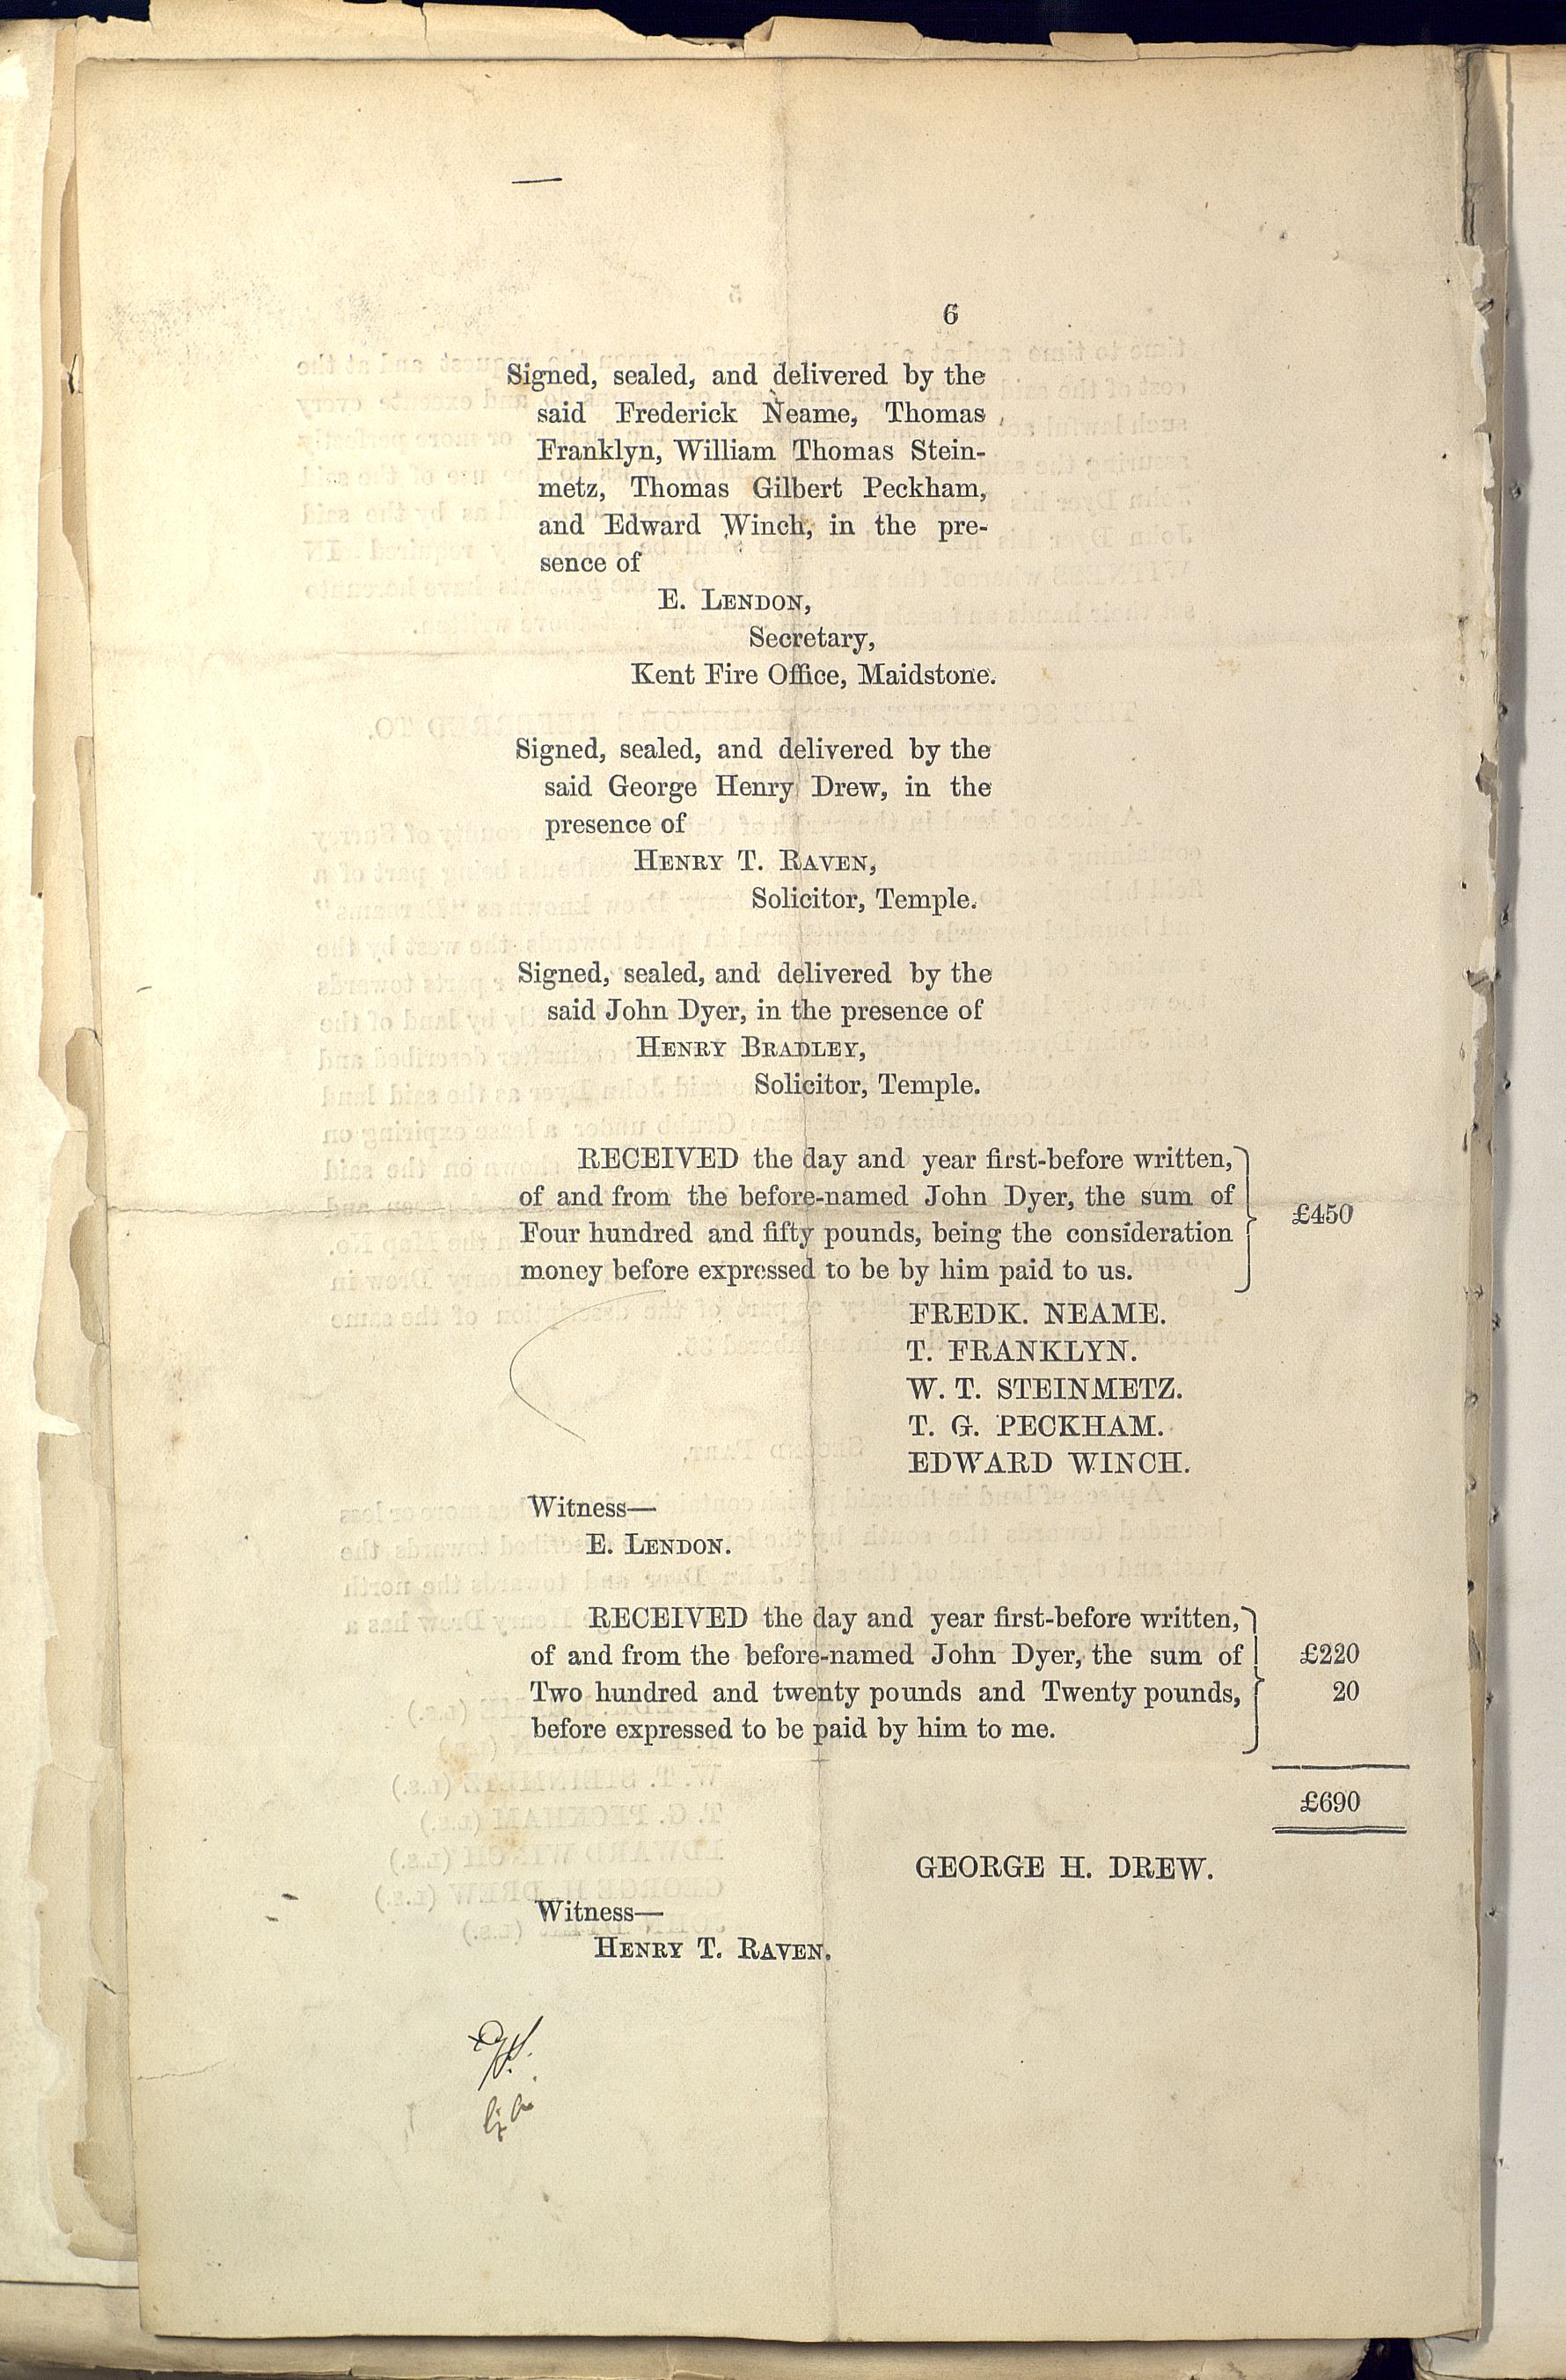 6
Signed, sealed, and delivered by the
said Frederick Neame, Thomas
Franklyn, William Thomas Stein-
metz, Thomas Gilbert Peckham,
and Edward Winch, in the pre-
sence of
E. LENDON,
Secretary,
Kent Fire Office, Maidstone.
Signed, sealed, and delivered by the
said George Henry Drew, in the
presence of
HENRY T. RAVEN,
Solicitor, Temple.
Signed, sealed, and delivered by the
said John Dyer, in the presence of
HENRY BRADLEY,
Solicitor, Temple.
RECEIVED the day and year first-before written,
of and from the before-named John Dyer, the sum of
Four hundred and fifty pounds, being the consideration
money before expressed to be by him paid to us.
£450
FREDK. NEAME.
T. FRANKLYN.
W. T. STEINMETZ.
T. G. PECKHAM.
EDWARD WINCH.
Witness—
E. LENDON.
RECEIVED the day and year first-before written,
of and from the before-named John Dyer, the sum of
Two hundred and twenty pounds and Twenty pounds,
before expressed to be paid by him to me.
£220
20
£690
GEORGE H. DREW.
Witness—
HENRY T. RAVEN.